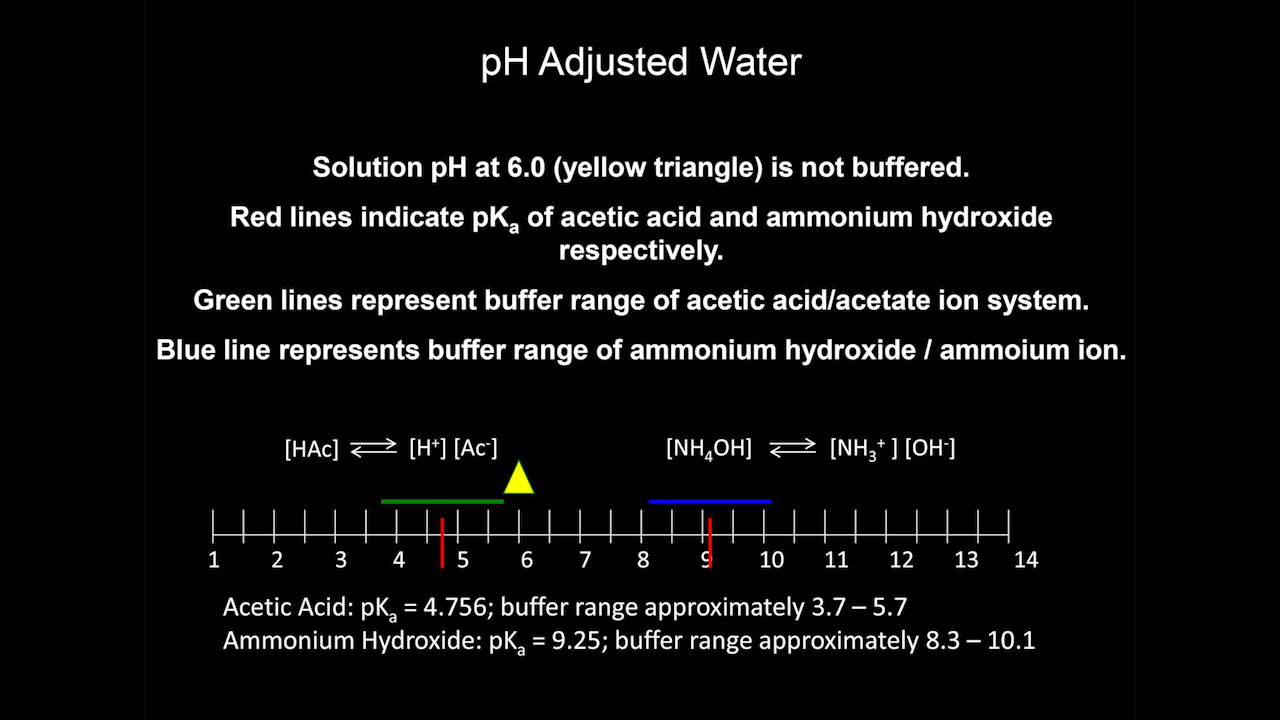 pH Adjusted Water
Solution pH at 6.0 (yellow triangle) is not buffered.
Red lines indicate pKₐ of acetic acid and ammonium hydroxide
respectively.
Green lines represent buffer range of acetic acid/acetate ion system.
Blue line represents buffer range of ammonium hydroxide / ammoium ion.
[HAc] ⇌ [H⁺] [Ac⁻] [NH₄OH] ⇌ [NH₃⁺ ] [OH⁻]
1 2 3 4 5 6 7 8 9 10 11 12 13 14
Acetic Acid: pKₐ = 4.756; buffer range approximately 3.7 – 5.7
Ammonium Hydroxide: pKₐ = 9.25; buffer range approximately 8.3 – 10.1